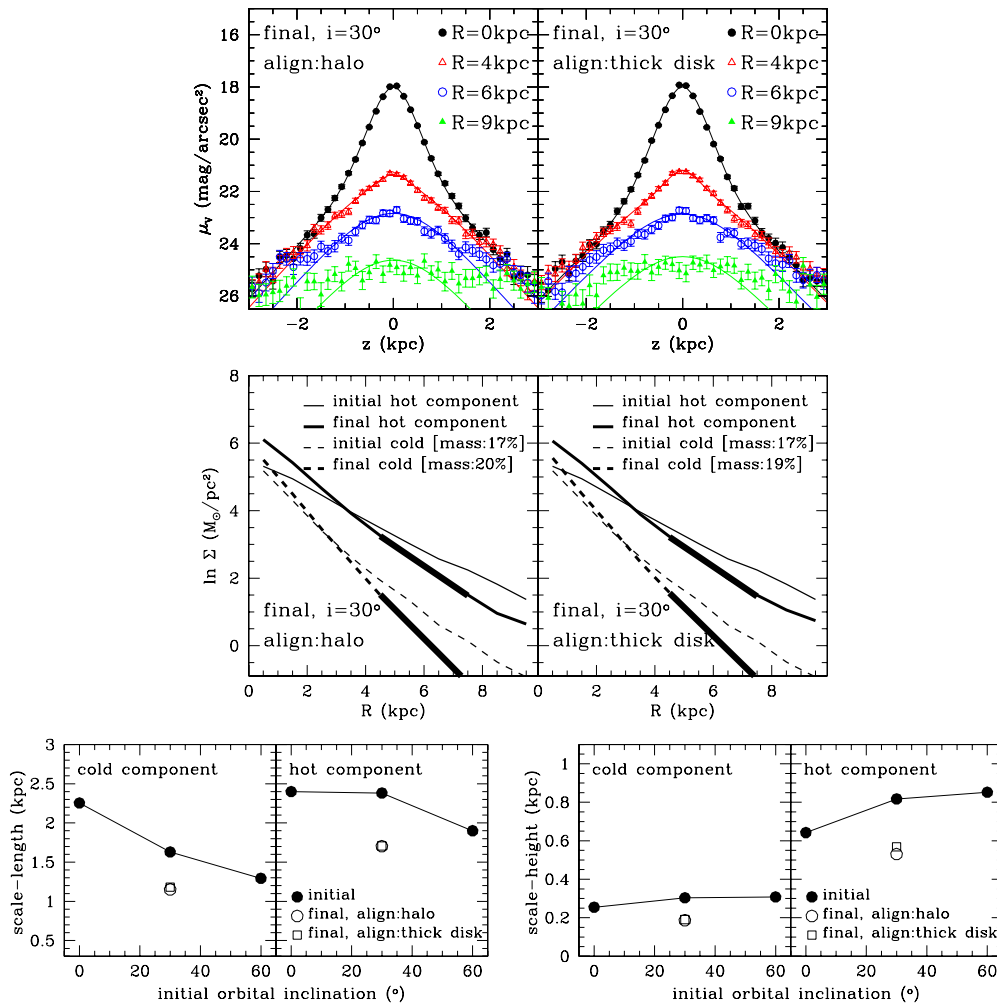 final, i=30°
align:halo
R=0kpc
R=4kpc
R=6kpc
R=9kpc
final, i=30°
align:thick disk
R=0kpc
R=4kpc
R=6kpc
R=9kpc
16
18
20
22
24
26
μv (mag/arcsec²)
−2
0
2
z (kpc)
−2
0
2
z (kpc)
8
6
4
2
0
ln Σ (M⊙/pc²)
initial hot component
final hot component
initial cold [mass:17%]
final cold [mass:20%]
final, i=30°
align:halo
initial hot component
final hot component
initial cold [mass:17%]
final cold [mass:19%]
final, i=30°
align:thick disk
0
2
4
6
8
R (kpc)
0
2
4
6
8
R (kpc)
3
2.5
2
1.5
1
0.5
scale−length (kpc)
cold component
hot component
initial
final, align:halo
final, align:thick disk
0
20
40
60
0
20
40
60
initial orbital inclination (°)
1
0.8
0.6
0.4
0.2
0
scale−height (kpc)
cold component
hot component
initial
final, align:halo
final, align:thick disk
0
20
40
60
0
20
40
60
initial orbital inclination (°)